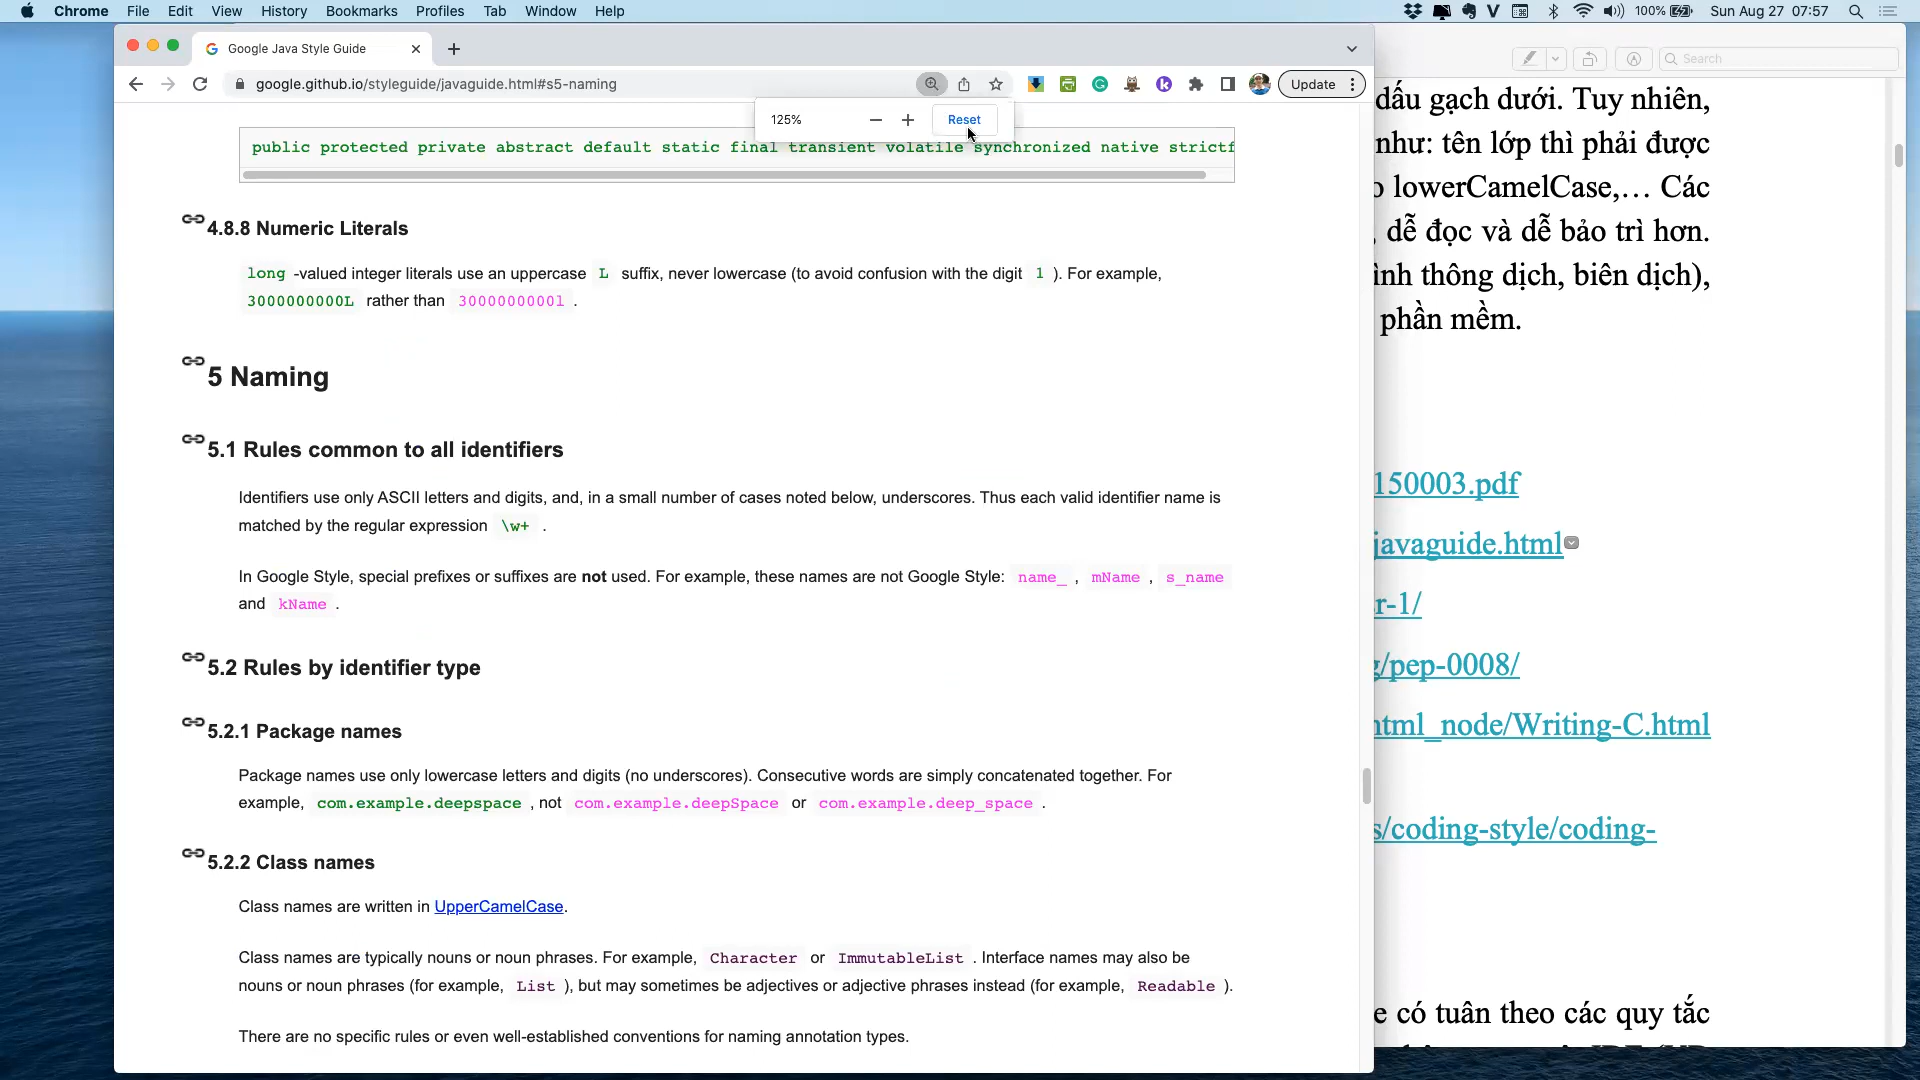 Chrome File Edit View History Bookmarks Profiles Tab Window Help 100% Sun Aug 27 07:57
Google Java Style Guide
google.github.io/styleguide/javaguide.html#s5-naming Update
125% Reset
public protected private abstract default static final transient volatile synchronized native strictf
4.8.8 Numeric Literals
long -valued integer literals use an uppercase L suffix, never lowercase (to avoid confusion with the digit 1 ). For example,
3000000000L rather than 3000000000l .
5 Naming
5.1 Rules common to all identifiers
Identifiers use only ASCII letters and digits, and, in a small number of cases noted below, underscores. Thus each valid identifier name is
matched by the regular expression \w+ .
In Google Style, special prefixes or suffixes are not used. For example, these names are not Google Style: name_ , mName , s_name
and kName .
5.2 Rules by identifier type
5.2.1 Package names
Package names use only lowercase letters and digits (no underscores). Consecutive words are simply concatenated together. For
example, com.example.deepspace , not com.example.deepSpace or com.example.deep_space .
5.2.2 Class names
Class names are written in UpperCamelCase.
Class names are typically nouns or noun phrases. For example, Character or ImmutableList . Interface names may also be
nouns or noun phrases (for example, List ), but may sometimes be adjectives or adjective phrases instead (for example, Readable ).
There are no specific rules or even well-established conventions for naming annotation types.
Search
dấu gạch dưới. Tuy nhiên,
như: tên lớp thì phải được
lowerCamelCase,… Các
, dễ đọc và dễ bảo trì hơn.
thông dịch, biên dịch),
phần mềm.
150003.pdf
javaguide.html
r-1/
/pep-0008/
html_node/Writing-C.html
s/coding-style/coding-
có tuân theo các quy tắc